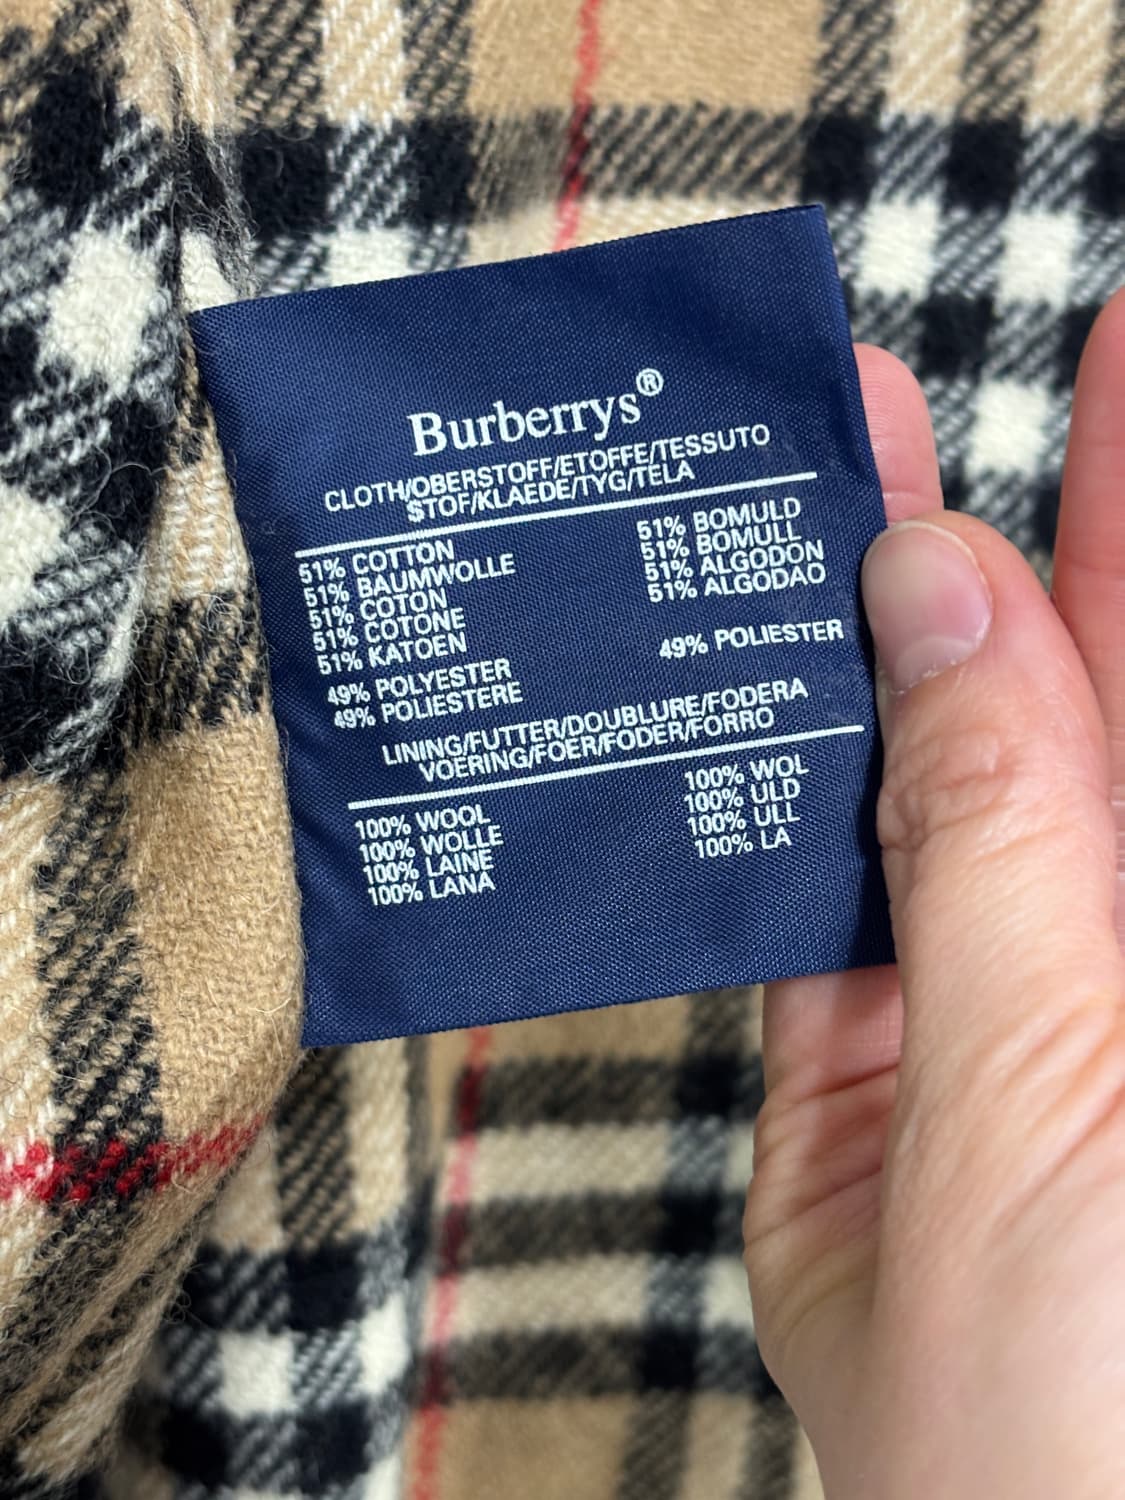 Burberrys®
CLOTH/OBERSTOFF/ETOFFE/TESSUTO
STOF/KLAEDE/TYG/TELA
51% COTTON
51% BAUMWOLLE
51% COTON
51% COTONE
51% KATOEN
49% POLYESTER
49% POLIESTERE
51% BOMULD
51% BOMULL
51% ALGODON
51% ALGODAO
49% POLIESTER
LINING/FUTTER/DOUBLURE/FODERA
VOERING/FOER/FODER/FORRO
100% WOOL
100% WOLLE
100% LAINE
100% LANA
100% WOL
100% ULD
100% ULL
100% LA